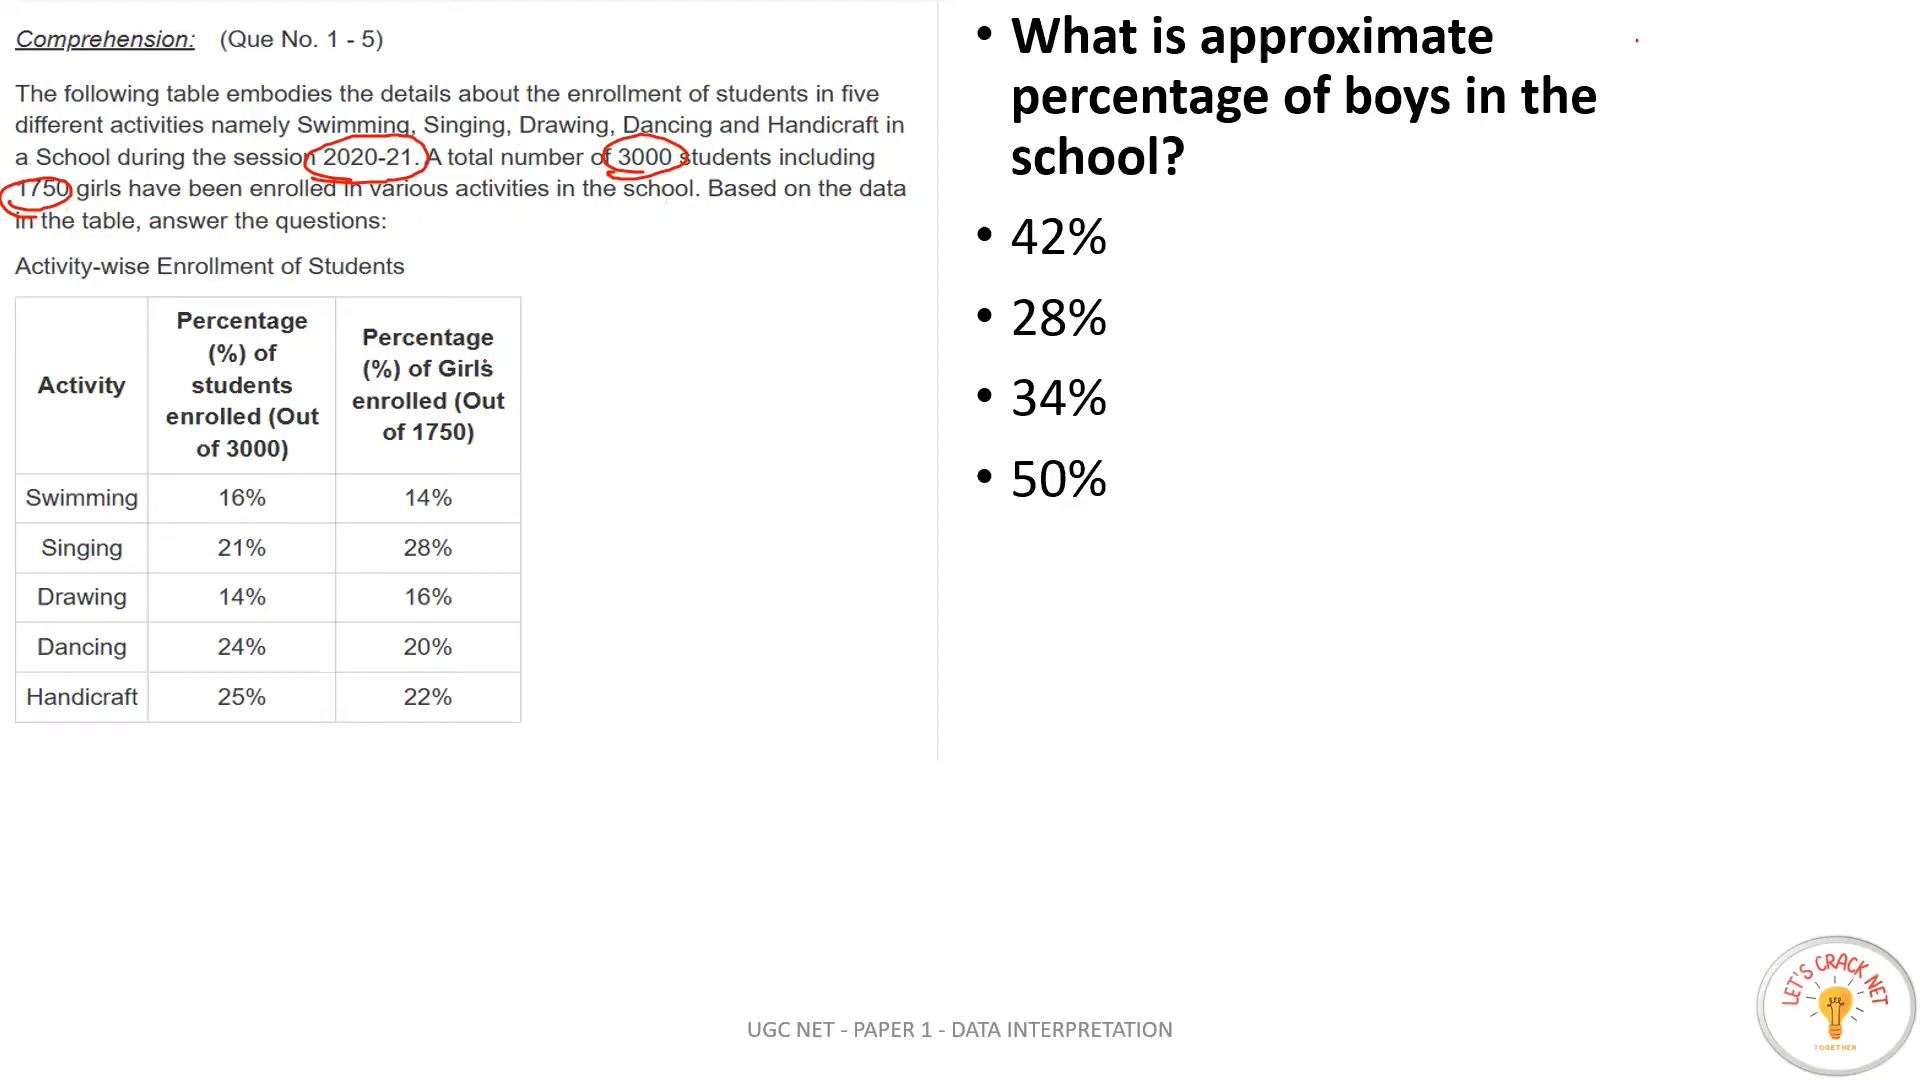 Comprehension: (Que No. 1 - 5)
The following table embodies the details about the enrollment of students in five
different activities namely Swimming, Singing, Drawing, Dancing and Handicraft in
a School during the session 2020-21. A total number of 3000 students including
1750 girls have been enrolled in various activities in the school. Based on the data
in the table, answer the questions:
Activity-wise Enrollment of Students
Activity
Percentage
(%) of
students
enrolled (Out
of 3000)
Percentage
(%) of Girls
enrolled (Out
of 1750)
Swimming 16% 14%
Singing 21% 28%
Drawing 14% 16%
Dancing 24% 20%
Handicraft 25% 22%
• What is approximate
percentage of boys in the
school?
• 42%
• 28%
• 34%
• 50%
UGC NET - PAPER 1 - DATA INTERPRETATION
LET'S CRACK NET
TOGETHER